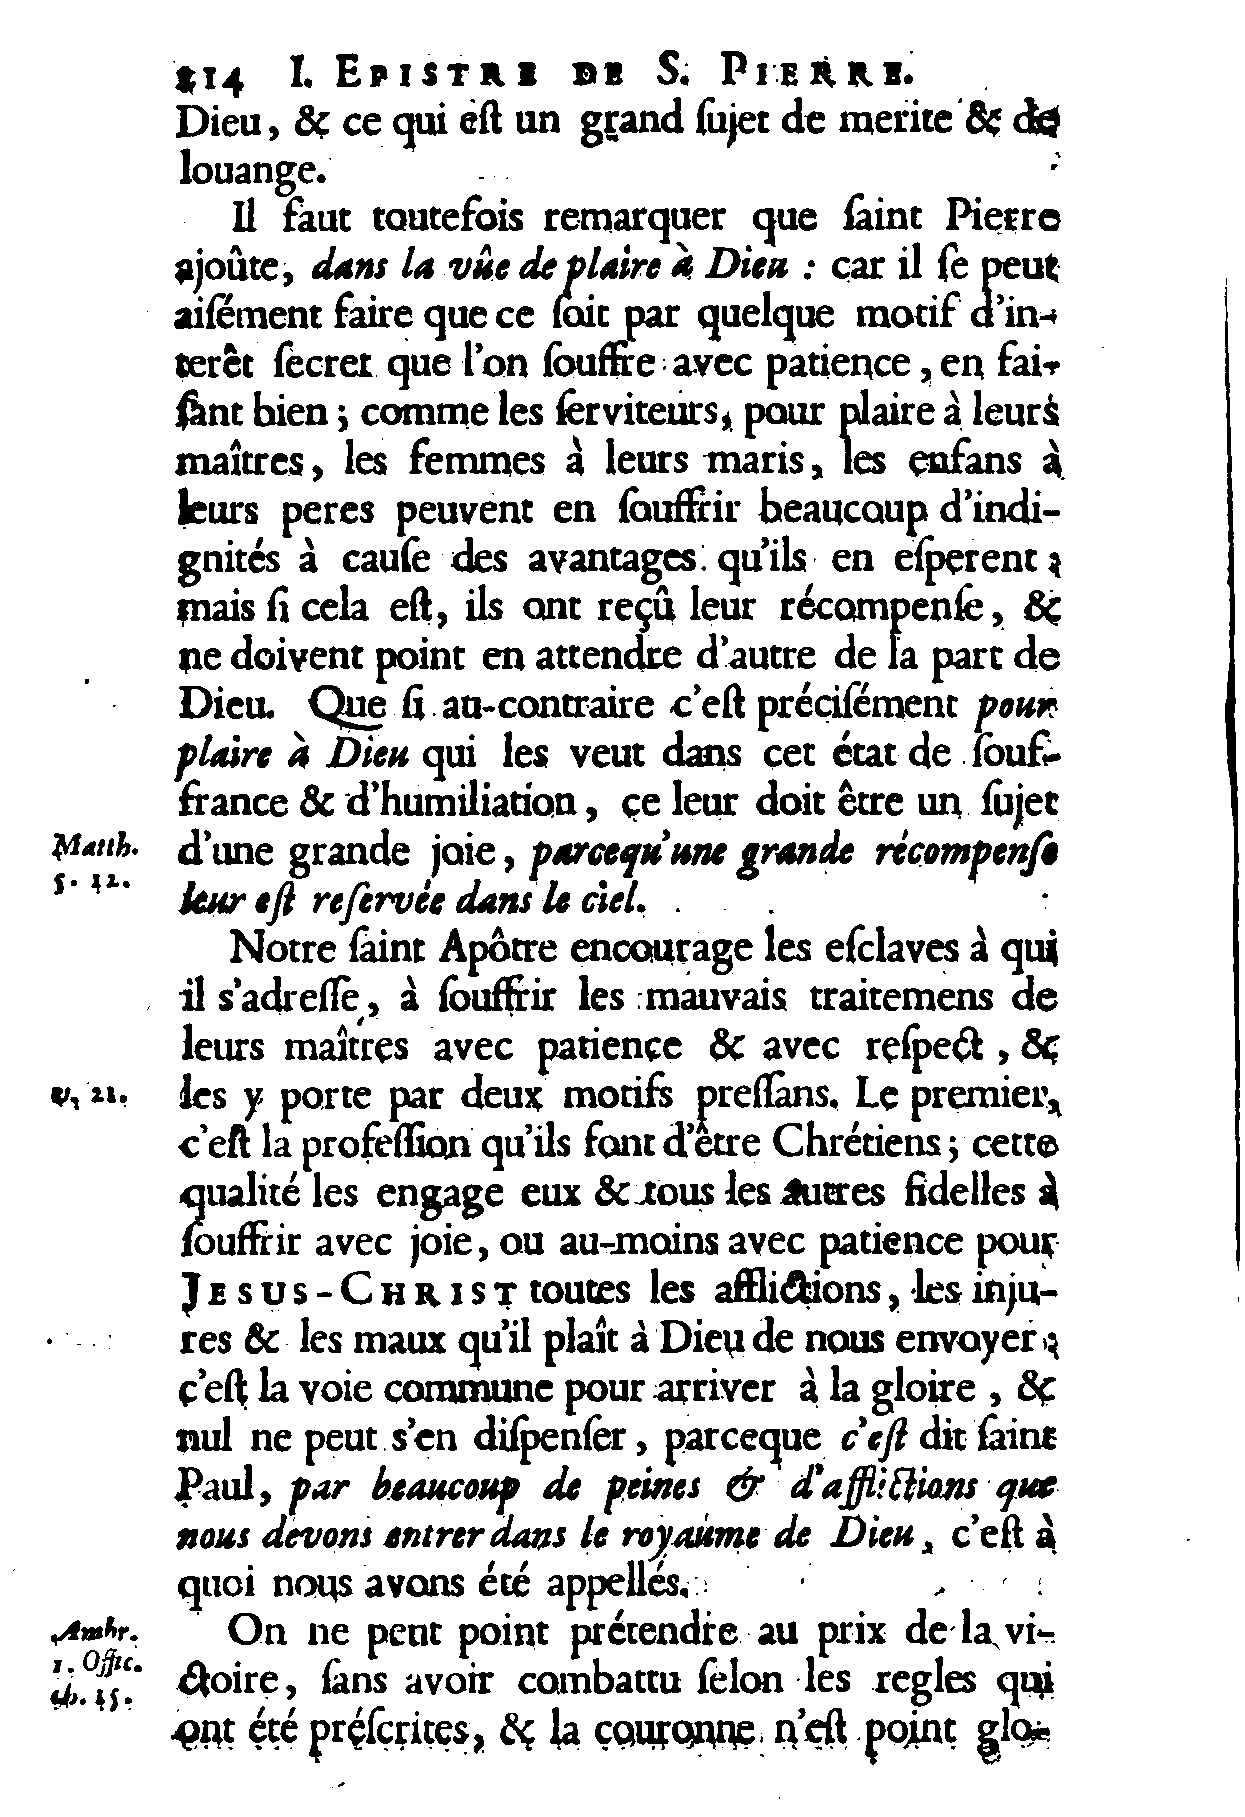 214 I. EPISTRE DE S. PIERRE.
Dieu, & ce qui eſt un grand ſujet de merite & de
louange.
Il faut toutefois remarquer que ſaint Pierre
ajoûte, dans la vûe de plaire à Dieu : car il ſe peut
aiſément faire que ce ſoit par quelque motif d'in-
terêt ſecret que l'on ſouffre avec patience, en fai-
ſant bien ; comme les ſerviteurs, pour plaire à leurs
maîtres, les femmes à leurs maris, les enfans à
leurs peres peuvent en ſouffrir beaucoup d'indi-
gnités à cauſe des avantages qu'ils en eſperent ;
mais ſi cela eſt, ils ont reçû leur récompenſe, &
ne doivent point en attendre d'autre de la part de
Dieu. Que ſi au-contraire c'eſt préciſément pour
plaire à Dieu qui les veut dans cet état de ſouf-
france & d'humiliation, ce leur doit être un ſujet
Matth. 5. 12.
d'une grande joie, parcequ'une grande récompenſe
leur eſt reſervée dans le ciel.
Notre ſaint Apôtre encourage les eſclaves à qui
il s'adreſſe, à ſouffrir les mauvais traitemens de
leurs maîtres avec patience & avec reſpect, &
v. 21.
les y porte par deux motifs preſſans. Le premier,
c'eſt la profeſſion qu'ils font d'être Chrétiens ; cette
qualité les engage eux & tous les autres fidelles à
ſouffrir avec joie, ou au-moins avec patience pour
JESUS-CHRIST toutes les afflictions, les inju-
res & les maux qu'il plaît à Dieu de nous envoyer ;
c'eſt la voie commune pour arriver à la gloire, &
nul ne peut s'en diſpenſer, parceque c'eſt dit ſaint
Paul, par beaucoup de peines & d'afflictions que
nous devons entrer dans le royaume de Dieu, c'eſt à
quoi nous avons été appellés.
Ambr.
1. Offic.
ch. 15.
On ne peut point prétendre au prix de la vi-
ctoire, ſans avoir combattu ſelon les regles qui
ont été préſcrites, & la couronne n'eſt point glo-